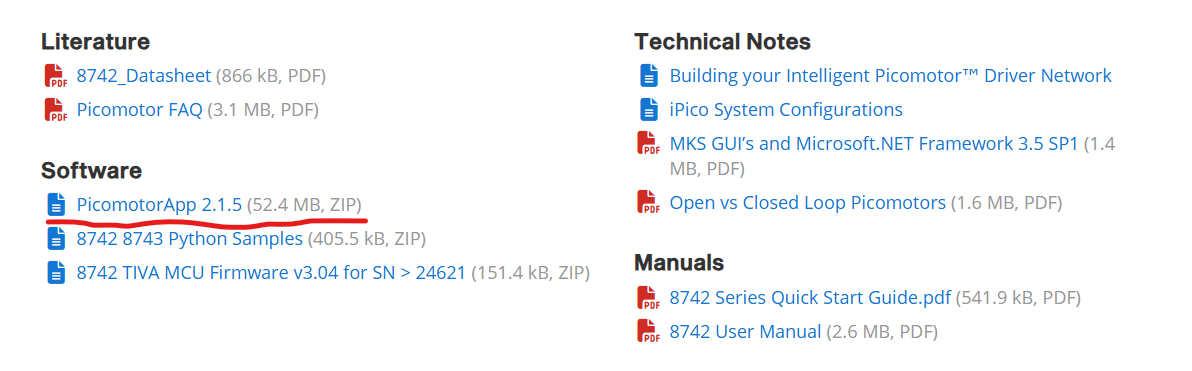 Literature
PDF 8742_Datasheet (866 kB, PDF)
PDF Picomotor FAQ (3.1 MB, PDF)
Software
PicomotorApp 2.1.5 (52.4 MB, ZIP)
8742 8743 Python Samples (405.5 kB, ZIP)
8742 TIVA MCU Firmware v3.04 for SN > 24621 (151.4 kB, ZIP)
Technical Notes
Building your Intelligent Picomotor™ Driver Network
iPico System Configurations
PDF MKS GUI’s and Microsoft.NET Framework 3.5 SP1 (1.4
MB, PDF)
PDF Open vs Closed Loop Picomotors (1.6 MB, PDF)
Manuals
PDF 8742 Series Quick Start Guide.pdf (541.9 kB, PDF)
PDF 8742 User Manual (2.6 MB, PDF)